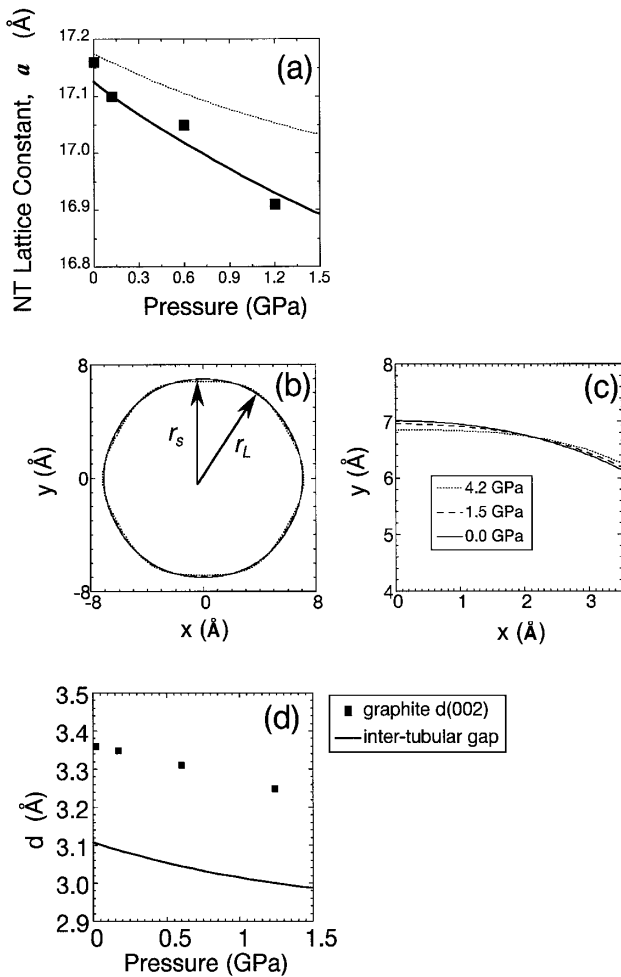 NT Lattice Constant, a (Å)
17.2
17.1
17.0
16.9
16.8
(a)
0 0.3 0.6 0.9 1.2 1.5
Pressure (GPa)
(b)
y (Å)
8
0
-8
r_s
r_L
-8 0 8
x (Å)
(c)
y (Å)
8
7
6
5
4
4.2 GPa
1.5 GPa
0.0 GPa
0 1 2 3
x (Å)
(d)
d (Å)
3.5
3.4
3.3
3.2
3.1
3.0
2.9
0 0.5 1 1.5
Pressure (GPa)
graphite d(002)
inter-tubular gap